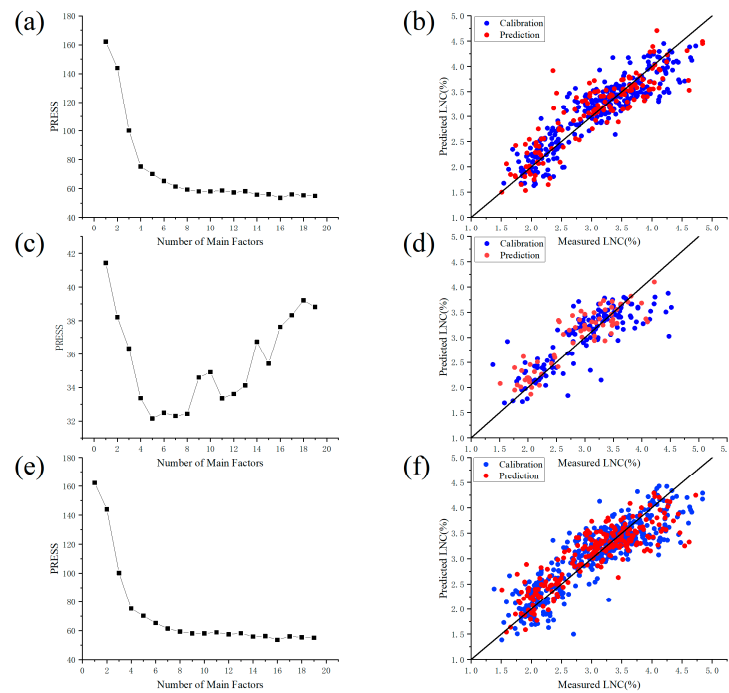 (a)
180
160
140
120
100
80
60
40
PRESS
0 2 4 6 8 10 12 14 16 18 20
Number of Main Factors
(b)
5.0
4.5
4.0
3.5
3.0
2.5
2.0
1.5
1.0
Predicted LNC(%)
Calibration
Prediction
1.0 1.5 2.0 2.5 3.0 3.5 4.0 4.5 5.0
Measured LNC(%)
(c)
42
40
38
36
34
32
PRESS
0 2 4 6 8 10 12 14 16 18 20
Number of Main Factors
(d)
5.0
4.5
4.0
3.5
3.0
2.5
2.0
1.5
1.0
Predicted LNC(%)
Calibration
Prediction
1.0 1.5 2.0 2.5 3.0 3.5 4.0 4.5 5.0
Measured LNC(%)
(e)
180
160
140
120
100
80
60
40
PRESS
0 2 4 6 8 10 12 14 16 18 20
Number of Main Factors
(f)
5.0
4.5
4.0
3.5
3.0
2.5
2.0
1.5
1.0
Predicted LNC(%)
Calibration
Prediction
1.0 1.5 2.0 2.5 3.0 3.5 4.0 4.5 5.0
Measured LNC(%)